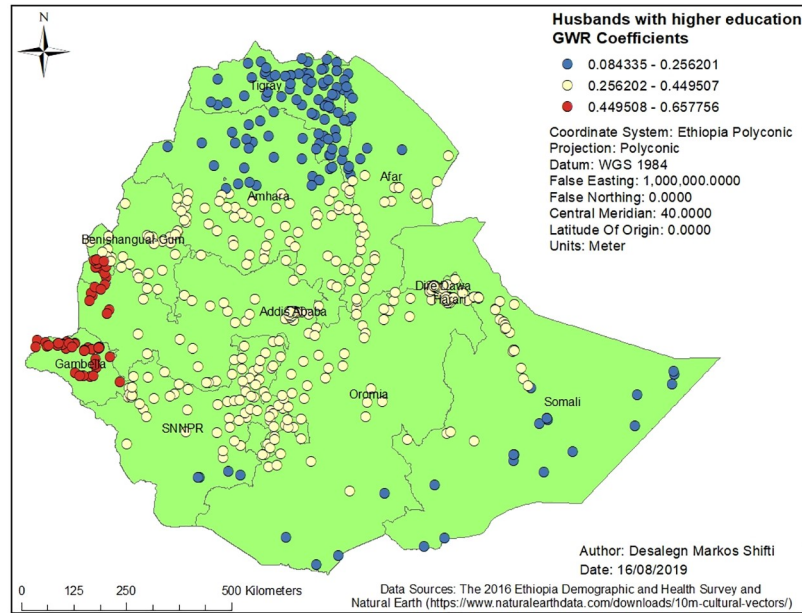 N
Husbands with higher education
GWR Coefficients
0.084335 - 0.256201
0.256202 - 0.449507
0.449508 - 0.657756
Coordinate System: Ethiopia Polyconic
Projection: Polyconic
Datum: WGS 1984
False Easting: 1,000,000.0000
False Northing: 0.0000
Central Meridian: 40.0000
Latitude Of Origin: 0.0000
Units: Meter
Tigray
Afar
Amhara
Benishangual Gum
Dire Dawa
Harari
Addis Ababa
Gambella
Oromia
Somali
SNNPR
Author: Desalegn Markos Shifti
Date: 16/08/2019
0 125 250 500 Kilometers
Data Sources: The 2016 Ethiopia Demographic and Health Survey and
Natural Earth (https://www.naturalearthdata.com/downloads/10m-cultural-vectors/)